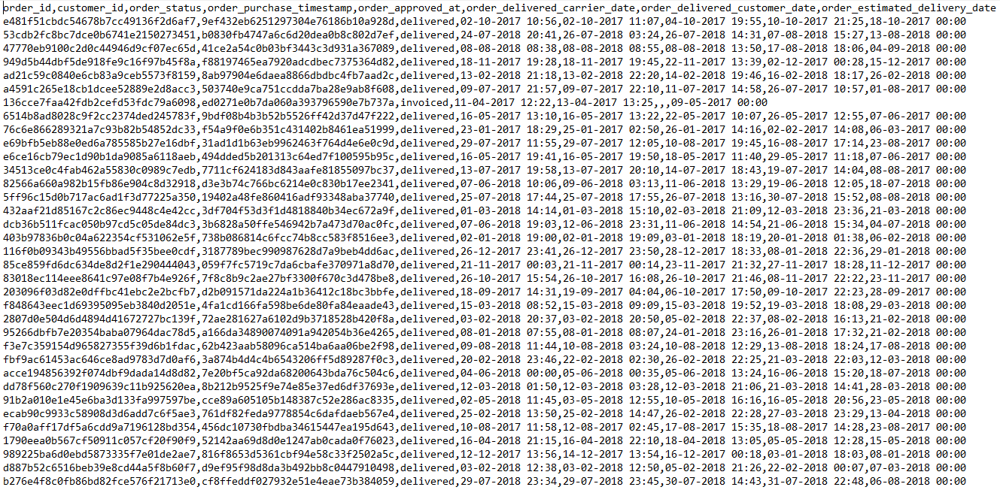 order_id,customer_id,order_status,order_purchase_timestamp,order_approved_at,order_delivered_carrier_date,order_delivered_customer_date,order_estimated_delivery_date
e481f51cbdc54678b7cc49136f2d6af7,9ef432eb6251297304e76186b10a928d,delivered,02-10-2017 10:56,02-10-2017 11:07,04-10-2017 19:55,10-10-2017 21:25,18-10-2017 00:00
53cdb2fc8bc7dce0b6741e2150273451,b0830fb4747a6c6d20dea0b8c802d7ef,delivered,24-07-2018 20:41,26-07-2018 03:24,26-07-2018 14:31,07-08-2018 15:27,13-08-2018 00:00
47770eb9100c2d0c44946d9cf07ec65d,41ce2a54c0b03bf3443c3d931a367089,delivered,08-08-2018 08:38,08-08-2018 08:55,08-08-2018 13:50,17-08-2018 18:06,04-09-2018 00:00
949d5b44dbf5de918fe9c16f97b45f8a,f88197465ea7920adcdbec7375364d82,delivered,18-11-2017 19:28,18-11-2017 19:45,22-11-2017 13:39,02-12-2017 00:28,15-12-2017 00:00
ad21c59c0840e6cb83a9ceb5573f8159,8ab97904e6daea8866dbdbc4fb7aad2c,delivered,13-02-2018 21:18,13-02-2018 22:20,14-02-2018 19:46,16-02-2018 18:17,26-02-2018 00:00
a4591c265e18cb1dcee52889e2d8acc3,503740e9ca751ccdda7ba28e9ab8f608,delivered,09-07-2017 21:57,09-07-2017 22:10,11-07-2017 14:58,26-07-2017 10:57,01-08-2017 00:00
136cce7faa42fdb2cefd53fdc79a6098,ed0271e0b7da060a393796590e7b737a,invoiced,11-04-2017 12:22,13-04-2017 13:25,,,09-05-2017 00:00
6514b8ad8028c9f2cc2374ded245783f,9bdf08b4b3b52b5526ff42d37d47f222,delivered,16-05-2017 13:10,16-05-2017 13:22,22-05-2017 10:07,26-05-2017 12:55,07-06-2017 00:00
76c6e866289321a7c93b82b54852dc33,f54a9f0e6b351c431402b8461ea51999,delivered,23-01-2017 18:29,25-01-2017 02:50,26-01-2017 14:16,02-02-2017 14:08,06-03-2017 00:00
e69bfb5eb88e0ed6a785585b27e16dbf,31ad1d1b63eb9962463f764d4e6e0c9d,delivered,29-07-2017 11:55,29-07-2017 12:05,10-08-2017 19:45,16-08-2017 17:14,23-08-2017 00:00
e6ce16cb79ec1d90b1da9085a6118aeb,494dded5b201313c64ed7f100595b95c,delivered,16-05-2017 19:41,16-05-2017 19:50,18-05-2017 11:40,29-05-2017 11:18,07-06-2017 00:00
34513ce0c4fab462a55830c0989c7edb,7711cf624183d843aafe81855097bc37,delivered,13-07-2017 19:58,13-07-2017 20:10,14-07-2017 18:43,19-07-2017 14:04,08-08-2017 00:00
82566a660a982b15fb86e904c8d32918,d3e3b74c766bc6214e0c830b17ee2341,delivered,07-06-2018 10:06,09-06-2018 03:13,11-06-2018 13:29,19-06-2018 12:05,18-07-2018 00:00
5ff96c15d0b717ac6ad1f3d77225a350,19402a48fe860416adf93348aba37740,delivered,25-07-2018 17:44,25-07-2018 17:55,26-07-2018 13:16,30-07-2018 15:52,08-08-2018 00:00
432aaf21d85167c2c86ec9448c4e42cc,3df704f53d3f1d4818840b34ec672a9f,delivered,01-03-2018 14:14,01-03-2018 15:10,02-03-2018 21:09,12-03-2018 23:36,21-03-2018 00:00
dcb36b511fcac050b97cd5c05de84dc3,3b6828a50ffe546942b7a473d70ac0fc,delivered,07-06-2018 19:03,12-06-2018 23:31,11-06-2018 14:54,21-06-2018 15:34,04-07-2018 00:00
403b97836b0c04a622354cf531062e5f,738b086814c6fcc74b8cc583f8516ee3,delivered,02-01-2018 19:00,02-01-2018 19:09,03-01-2018 18:19,20-01-2018 01:38,06-02-2018 00:00
116f0b09343b49556bbad5f35bee0cdf,3187789bec990987628d7a9beb4dd6ac,delivered,26-12-2017 23:41,26-12-2017 23:50,28-12-2017 18:33,08-01-2018 22:36,29-01-2018 00:00
85ce859fd6dc634de8d2f1e290444043,059f7fc5719c7da6cbafe370971a8d70,delivered,21-11-2017 00:03,21-11-2017 00:14,23-11-2017 21:32,27-11-2017 18:28,11-12-2017 00:00
83018ec114eee8641c97e08f7b4e926f,7f8c8b9c2ae27bf3300f670c3d478be8,delivered,26-10-2017 15:54,26-10-2017 16:08,26-10-2017 21:46,08-11-2017 22:22,23-11-2017 00:00
203096f03d82e0dffbc41ebc2e2bcfb7,d2b091571da224a1b36412c18bc3bbfe,delivered,18-09-2017 14:31,19-09-2017 04:04,06-10-2017 17:50,09-10-2017 22:23,28-09-2017 00:00
f848643eec1d69395095eb3840d2051e,4fa1cd166fa598be6de80fa84eaade43,delivered,15-03-2018 08:52,15-03-2018 09:09,15-03-2018 19:52,19-03-2018 18:08,29-03-2018 00:00
2807d0e504d6d4894d41672727bc139f,72ae281627a6102d9b3718528b420f8a,delivered,03-02-2018 20:37,03-02-2018 20:50,05-02-2018 22:37,08-02-2018 16:13,21-02-2018 00:00
95266dbfb7e20354baba07964dac78d5,a166da34890074091a942054b36e4265,delivered,08-01-2018 07:55,08-01-2018 08:07,24-01-2018 23:16,26-01-2018 17:32,21-02-2018 00:00
f3e7c359154d965827355f39d6b1fdac,62b423aab58096ca514ba6aa06be2f98,delivered,09-08-2018 11:44,10-08-2018 03:24,10-08-2018 12:29,13-08-2018 18:24,17-08-2018 00:00
fbf9ac61453ac646ce8ad9783d7d0af6,3a874b4d4c4b6543206ff5d89287f0c3,delivered,20-02-2018 23:46,22-02-2018 02:30,26-02-2018 22:25,21-03-2018 22:03,12-03-2018 00:00
acce194856392f074dbf9dada14d8d82,7e20bf5ca92da68200643bda76c504c6,delivered,04-06-2018 00:00,05-06-2018 00:35,05-06-2018 13:24,16-06-2018 15:20,18-07-2018 00:00
dd78f560c270f1909639c11b925620ea,8b212b9525f9e74e85e37ed6df37693e,delivered,12-03-2018 01:50,12-03-2018 03:28,12-03-2018 21:06,21-03-2018 14:41,28-03-2018 00:00
91b2a010e1e45e6ba3d133fa997597be,cce89a605105b148387c52e286ac8335,delivered,02-05-2018 11:45,03-05-2018 12:55,10-05-2018 16:16,16-05-2018 20:56,23-05-2018 00:00
ecab90c9933c58908d3d6add7c6f5ae3,761df82feda9778854c6dafdaeb567e4,delivered,25-02-2018 13:50,25-02-2018 14:47,26-02-2018 22:28,27-03-2018 23:29,13-04-2018 00:00
f70a0aff17df5a6cdd9a7196128bd354,456dc10730fbdba34615447ea195d643,delivered,10-08-2017 11:58,12-08-2017 02:45,17-08-2017 15:35,18-08-2017 14:28,23-08-2017 00:00
1790eea0b567cf50911c057cf20f90f9,52142aa69d8d0e1247ab0cada0f76023,delivered,16-04-2018 21:15,16-04-2018 22:10,18-04-2018 13:05,05-05-2018 12:28,15-05-2018 00:00
989225ba6d0ebd5873335f7e01de2ae7,816f8653d5361cbf94e58c33f2502a5c,delivered,12-12-2017 13:56,14-12-2017 13:54,16-12-2017 00:18,03-01-2018 18:03,08-01-2018 00:00
d887b52c6516beb39e8cd44a5f8b60f7,d9ef95f98d8da3b492bb8c0447910498,delivered,03-02-2018 12:38,03-02-2018 12:50,05-02-2018 21:26,22-02-2018 00:07,07-03-2018 00:00
b276e4f8c0fb86bd82fce576f21713e0,cf8ffeddf027932e51e4eae73b384059,delivered,29-07-2018 23:34,29-07-2018 23:45,30-07-2018 14:43,31-07-2018 22:48,06-08-2018 00:00